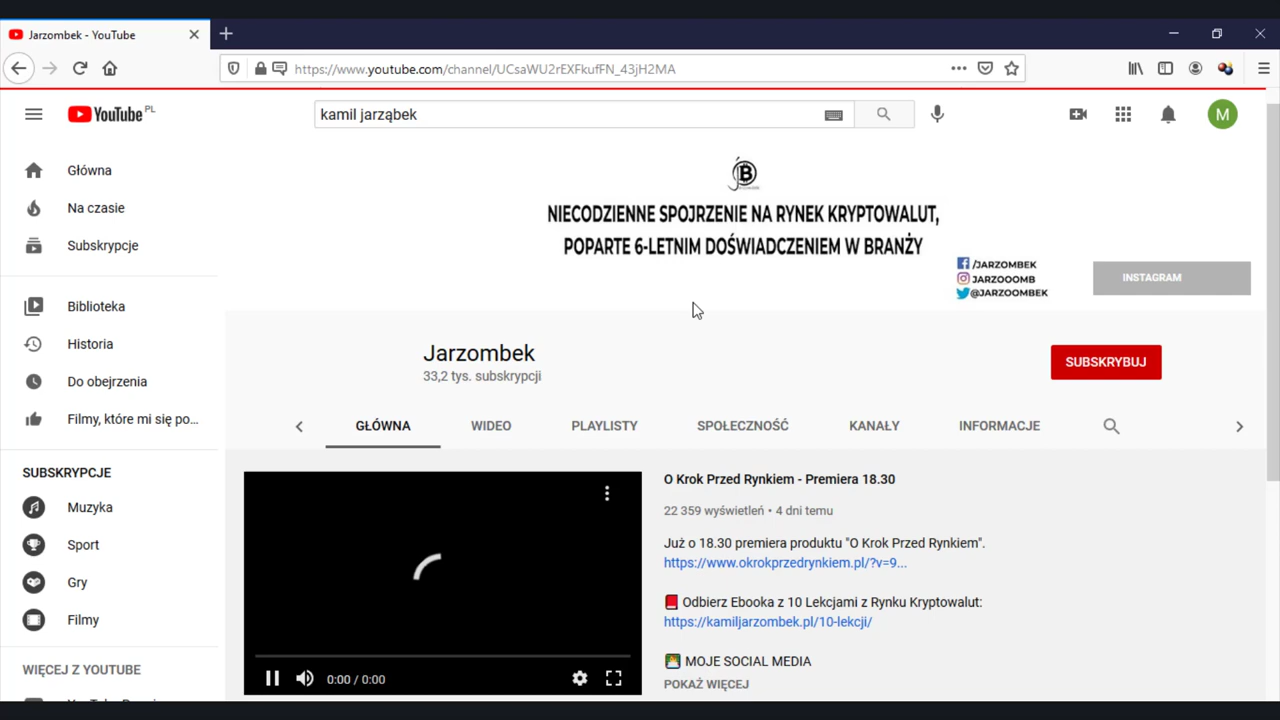 Jarzombek - YouTube
https://www.youtube.com/channel/UCsaWU2rEXFkufFN_43jH2MA
YouTube PL
kamil jarząbek
M
Główna
Na czasie
Subskrypcje
Biblioteka
Historia
Do obejrzenia
Filmy, które mi się po...
SUBSKRYPCJE
Muzyka
Sport
Gry
Filmy
WIĘCEJ Z YOUTUBE
NIECODZIENNE SPOJRZENIE NA RYNEK KRYPTOWALUT,
POPARTE 6-LETNIM DOŚWIADCZENIEM W BRANŻY
/JARZOMBEK
JARZOOOMB
@JARZOOMBEK
INSTAGRAM
Jarzombek
33,2 tys. subskrypcji
SUBSKRYBUJ
GŁÓWNA WIDEO PLAYLISTY SPOŁECZNOŚĆ KANAŁY INFORMACJE
0:00 / 0:00
O Krok Przed Rynkiem - Premiera 18.30
22 359 wyświetleń • 4 dni temu
Już o 18.30 premiera produktu "O Krok Przed Rynkiem".
https://www.okrokprzedrynkiem.pl/?v=9...
Odbierz Ebooka z 10 Lekcjami z Rynku Kryptowalut:
https://kamiljarzombek.pl/10-lekcji/
MOJE SOCIAL MEDIA
POKAŻ WIĘCEJ